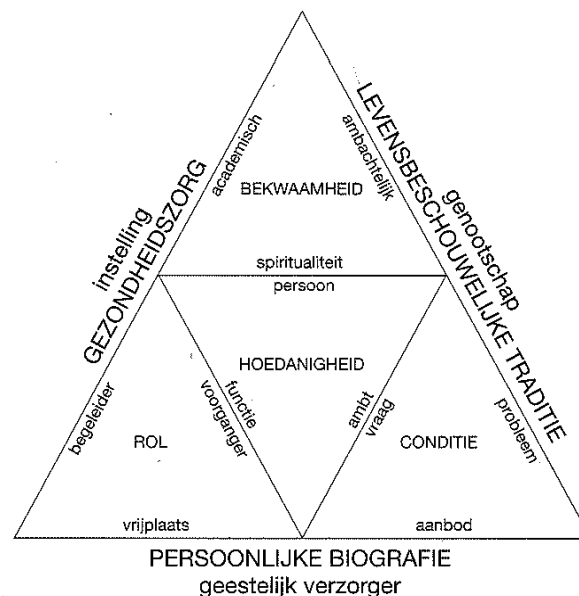 academisch
ambachtelijk
BEKWAAMHEID
instelling
GEZONDHEIDSZORG
genootschap
LEVENSBESCHOUWELIJKE TRADITIE
spiritualiteit
persoon
HOEDANIGHEID
begeleider
functie
voorganger
ambt
vraag
probleem
ROL
CONDITIE
vrijplaats
aanbod
PERSOONLIJKE BIOGRAFIE
geestelijk verzorger